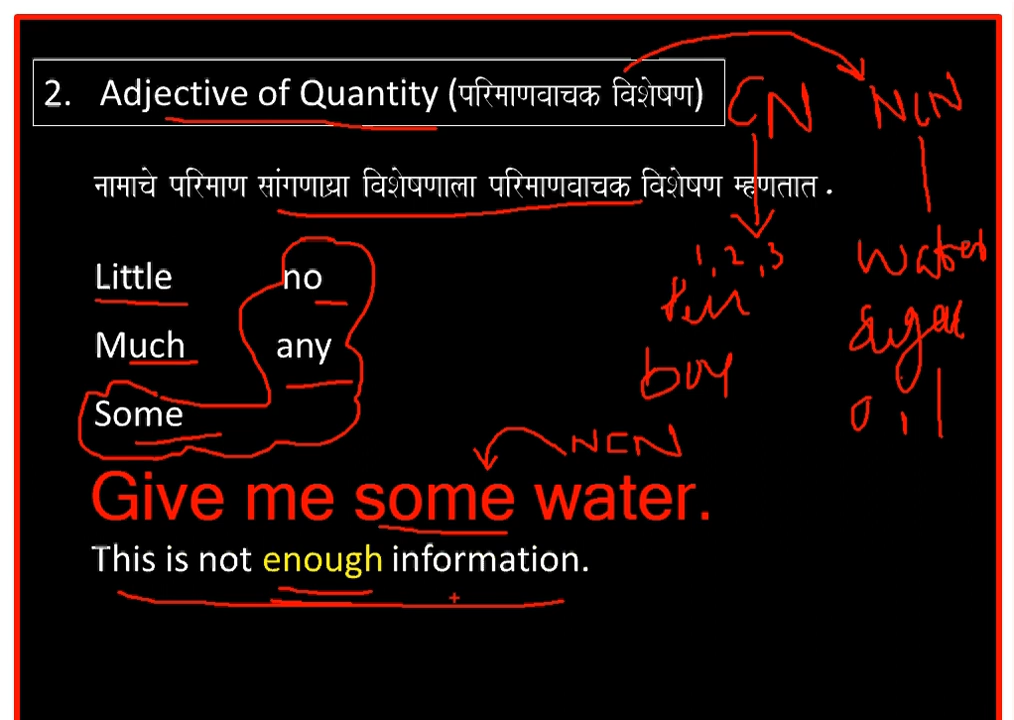 2. Adjective of Quantity (परिमाणवाचक विशेषण)
CN
NCN
नामाचे परिमाण सांगणाऱ्या विशेषणाला परिमाणवाचक विशेषण म्हणतात.
1, 2, 3
water
Little no
pen
Much any
sugar
boy
Some
oil
NCN
Give me some water.
This is not enough information.